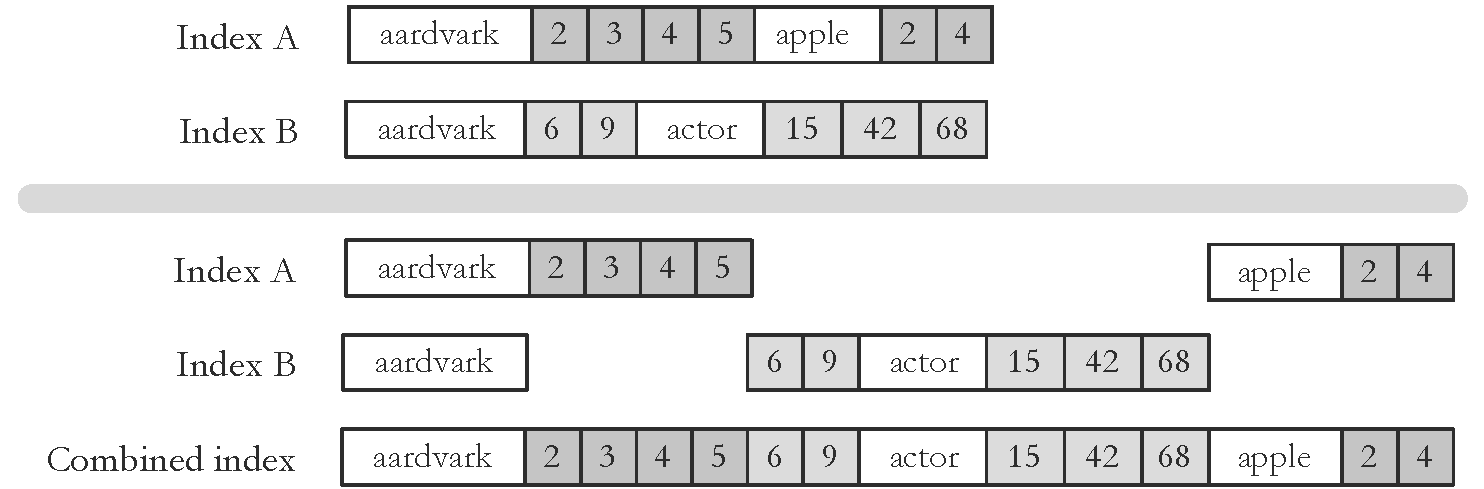 Index A aardvark 2 3 4 5 apple 2 4
Index B aardvark 6 9 actor 15 42 68
Index A aardvark 2 3 4 5 apple 2 4
Index B aardvark 6 9 actor 15 42 68
Combined index aardvark 2 3 4 5 6 9 actor 15 42 68 apple 2 4